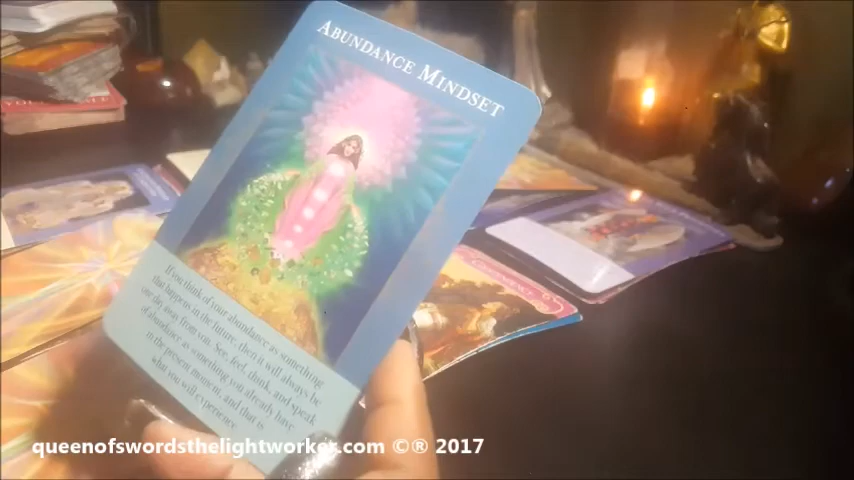 ABUNDANCE MINDSET
If you think of your abundance as something
that happens in the future, then it will always be
one day away from you. See, feel, think, and speak
of abundance as something you already have
in the present moment, and that is
what you will experience.
queenofswordsthelightworker.com ©® 2017